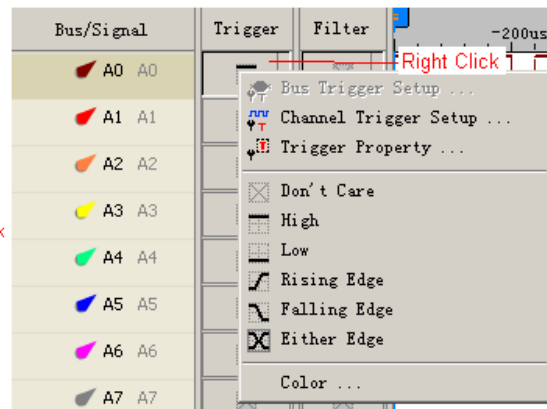 Bus/Signal Trigger Filter -200us
Right Click
A0 A0
A1 A1
A2 A2
A3 A3
A4 A4
A5 A5
A6 A6
A7 A7
Bus Trigger Setup ...
Channel Trigger Setup ...
Trigger Property ...
Don't Care
High
Low
Rising Edge
Falling Edge
Either Edge
Color ...